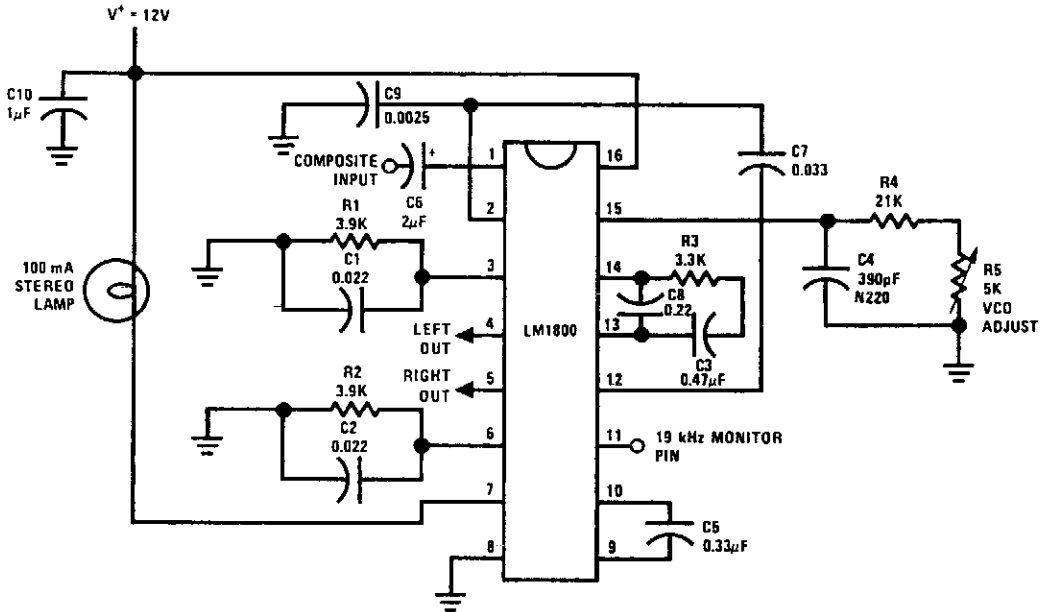 V+ = 12V
C10
1µF
C9
0.0025
COMPOSITE
INPUT
+
C6
2µF
1
16
C7
0.033
2
15
R4
21K
R1
3.9K
C1
0.022
3
14
R3
3.3K
C8
0.22
C4
390pF
N220
R5
5K
VCO
ADJUST
100 mA
STEREO
LAMP
LEFT
OUT
4
LM1800
13
C3
0.47µF
RIGHT
OUT
5
12
R2
3.9K
C2
0.022
6
11
19 kHz MONITOR
PIN
7
10
C5
0.33µF
8
9